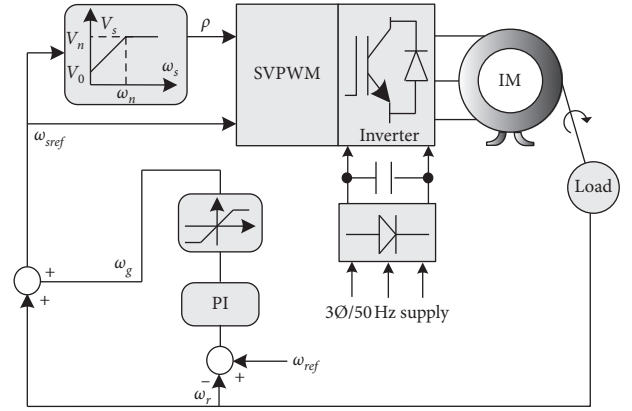 V_s
ρ
V_n
V_0
ω_s
ω_n
SVPWM
Inverter
IM
ω_sref
Load
ω_g
+
+
PI
3Ø/50 Hz supply
ω_ref
−
+
ω_r